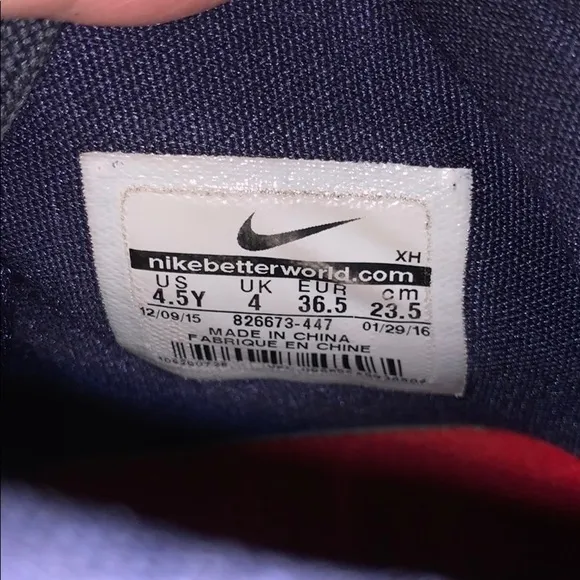 XH
nikebetterworld.com
US UK EUR cm
4.5Y 4 36.5 23.5
12/09/15 826673-447 01/29/16
MADE IN CHINA
FABRIQUE EN CHINE